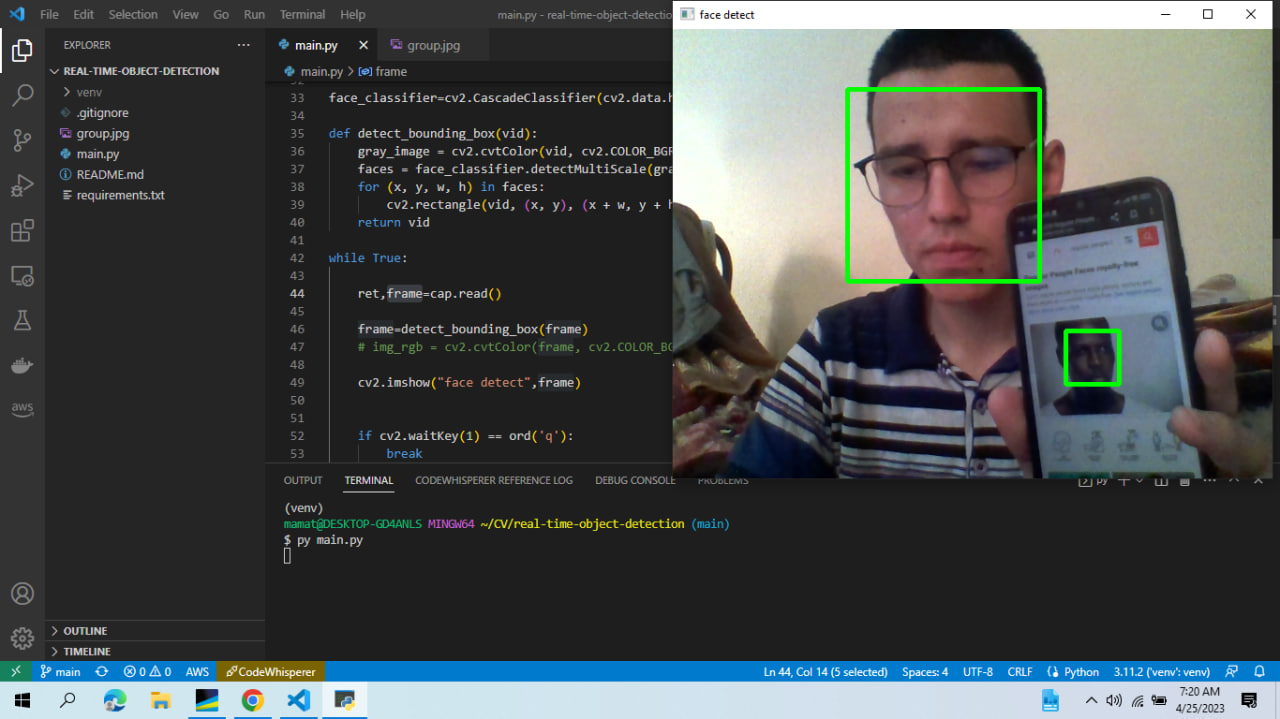 File Edit Selection View Go Run Terminal Help
main.py - real-time-object-detectio
face detect
EXPLORER
REAL-TIME-OBJECT-DETECTION
venv
.gitignore
group.jpg
main.py
README.md
requirements.txt
OUTLINE
TIMELINE
main.py
group.jpg
main.py > frame
33 face_classifier=cv2.CascadeClassifier(cv2.data.h
34
35 def detect_bounding_box(vid):
36 gray_image = cv2.cvtColor(vid, cv2.COLOR_BGR
37 faces = face_classifier.detectMultiScale(gra
38 for (x, y, w, h) in faces:
39 cv2.rectangle(vid, (x, y), (x + w, y + h
40 return vid
41
42 while True:
43
44 ret,frame=cap.read()
45
46 frame=detect_bounding_box(frame)
47 # img_rgb = cv2.cvtColor(frame, cv2.COLOR_BG
48
49 cv2.imshow("face detect",frame)
50
51
52 if cv2.waitKey(1) == ord('q'):
53 break
People Faces royalty-free
OUTPUT TERMINAL CODEWHISPERER REFERENCE LOG DEBUG CONSOLE PROBLEMS
py
(venv)
mamat@DESKTOP-GD4ANLS MINGW64 ~/CV/real-time-object-detection (main)
$ py main.py
aws
main 0 0 AWS CodeWhisperer Ln 44, Col 14 (5 selected) Spaces: 4 UTF-8 CRLF Python 3.11.2 ('venv': venv)
7:20 AM
4/25/2023